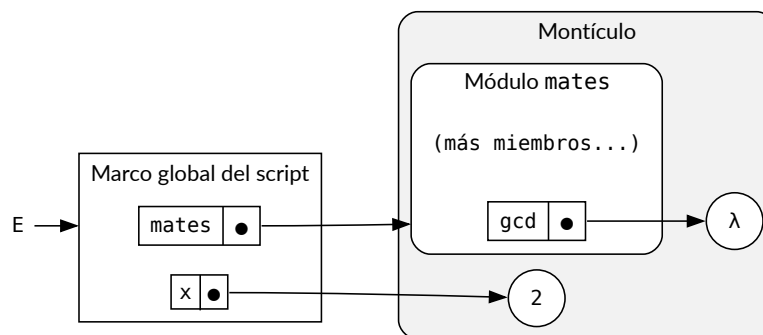 Montículo
Módulo mates
(más miembros...)
Marco global del script
E
mates
gcd
λ
x
2